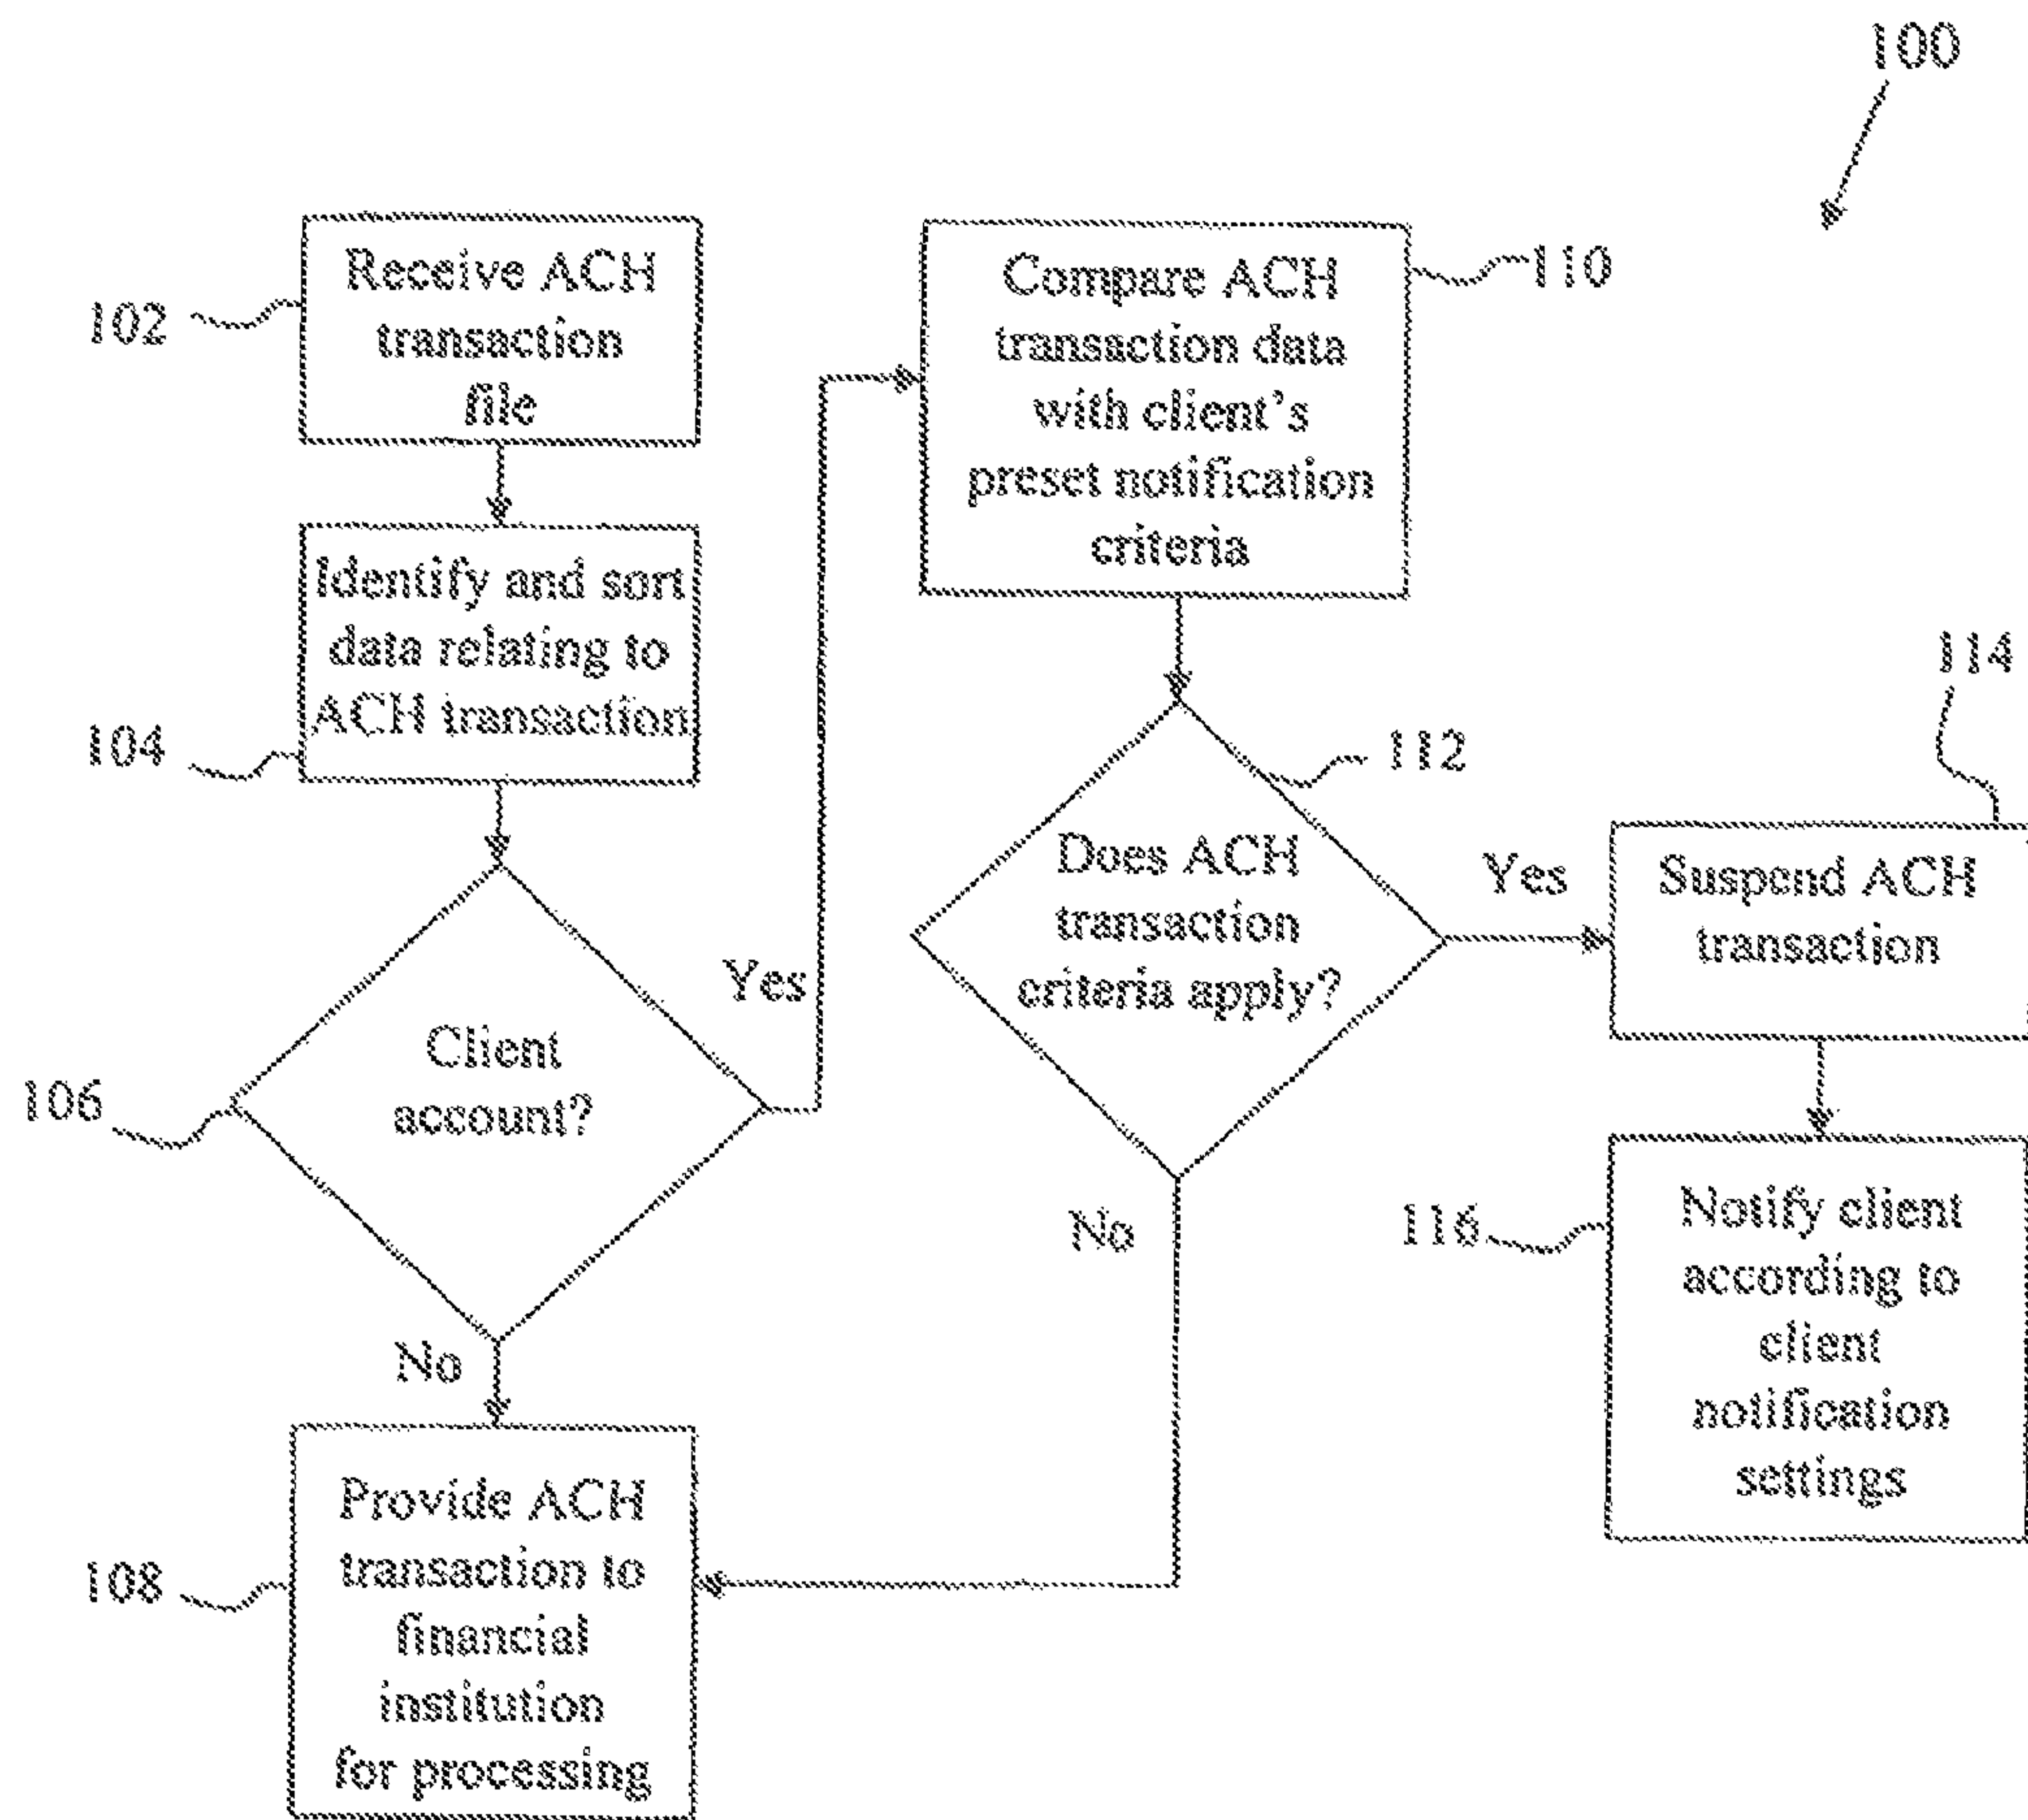 100
102
Receive ACH
transaction
file
104
Identify and sort
data relating to
ACH transaction
106
Client
account?
Yes
No
108
Provide ACH
transaction to
financial
institution
for processing
110
Compare ACH
transaction data
with client's
preset notification
criteria
112
Does ACH
transaction
criteria apply?
Yes
No
114
Suspend ACH
transaction
116
Notify client
according to
client
notification
settings